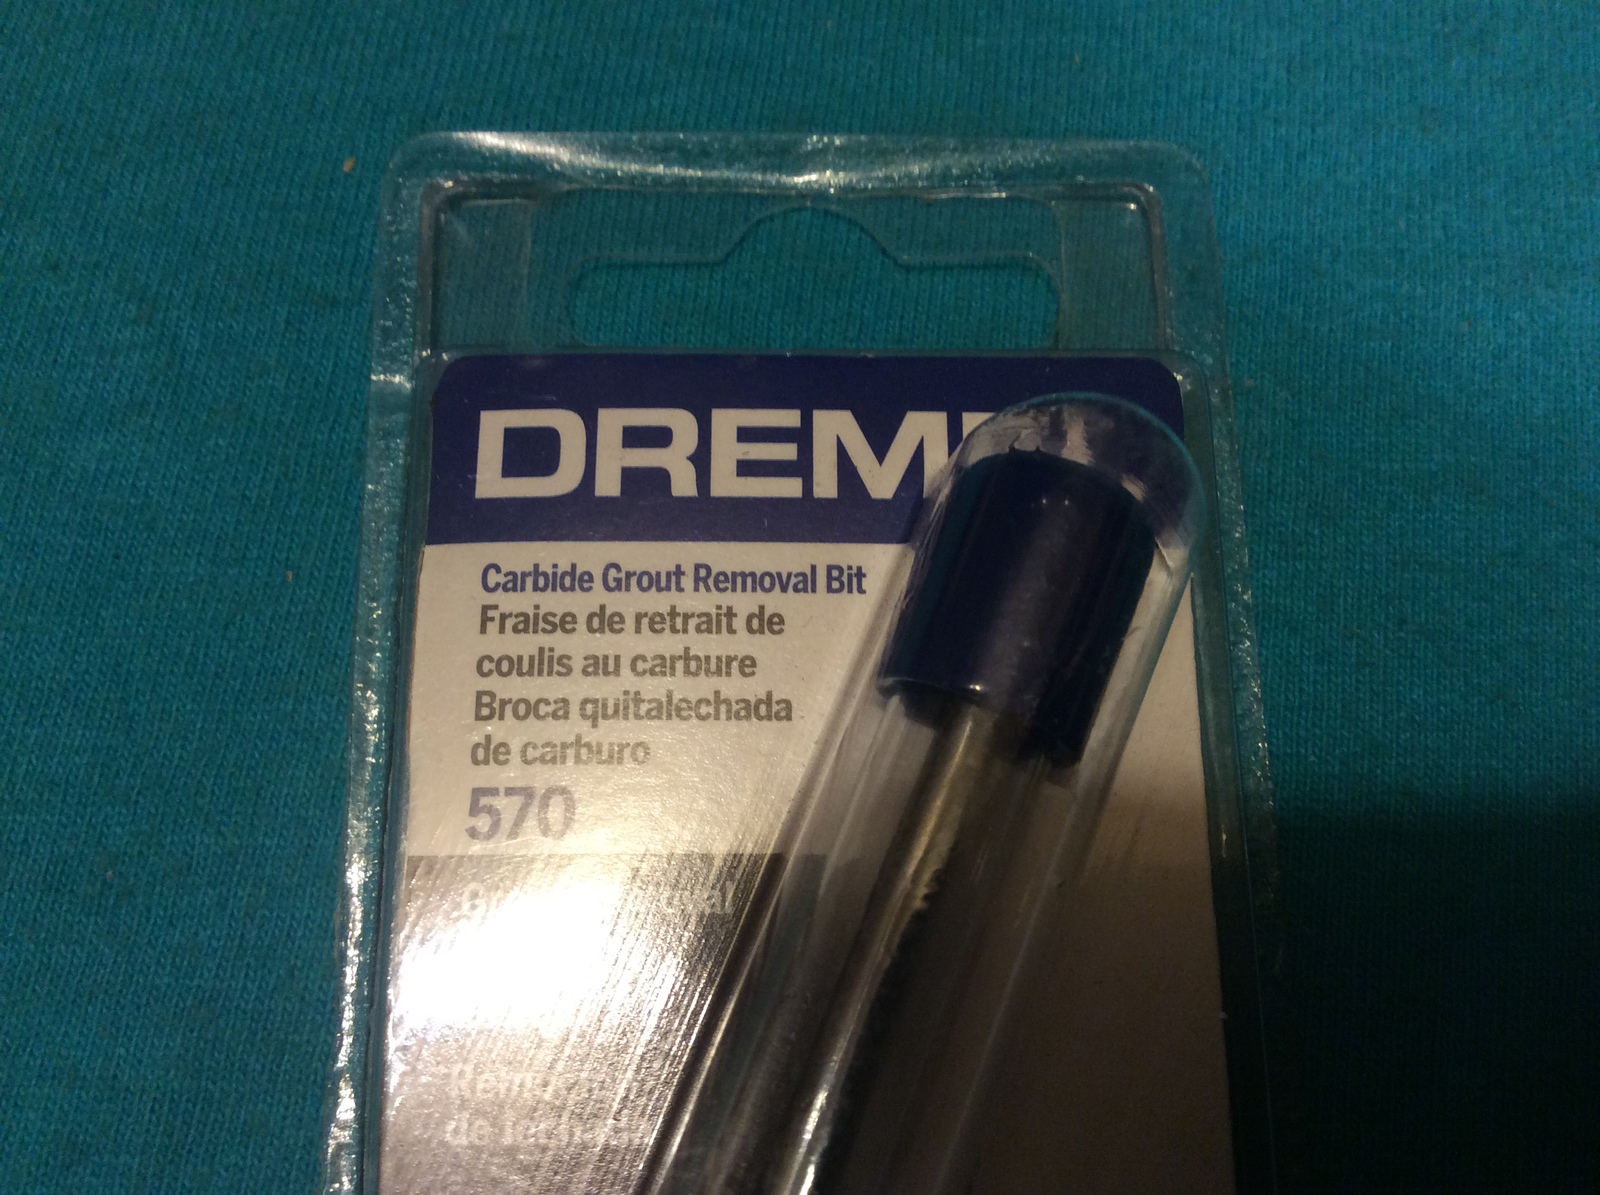 DREM
Carbide Grout Removal Bit
Fraise de retrait de
coulis au carbure
Broca quitalechada
de carburo
570